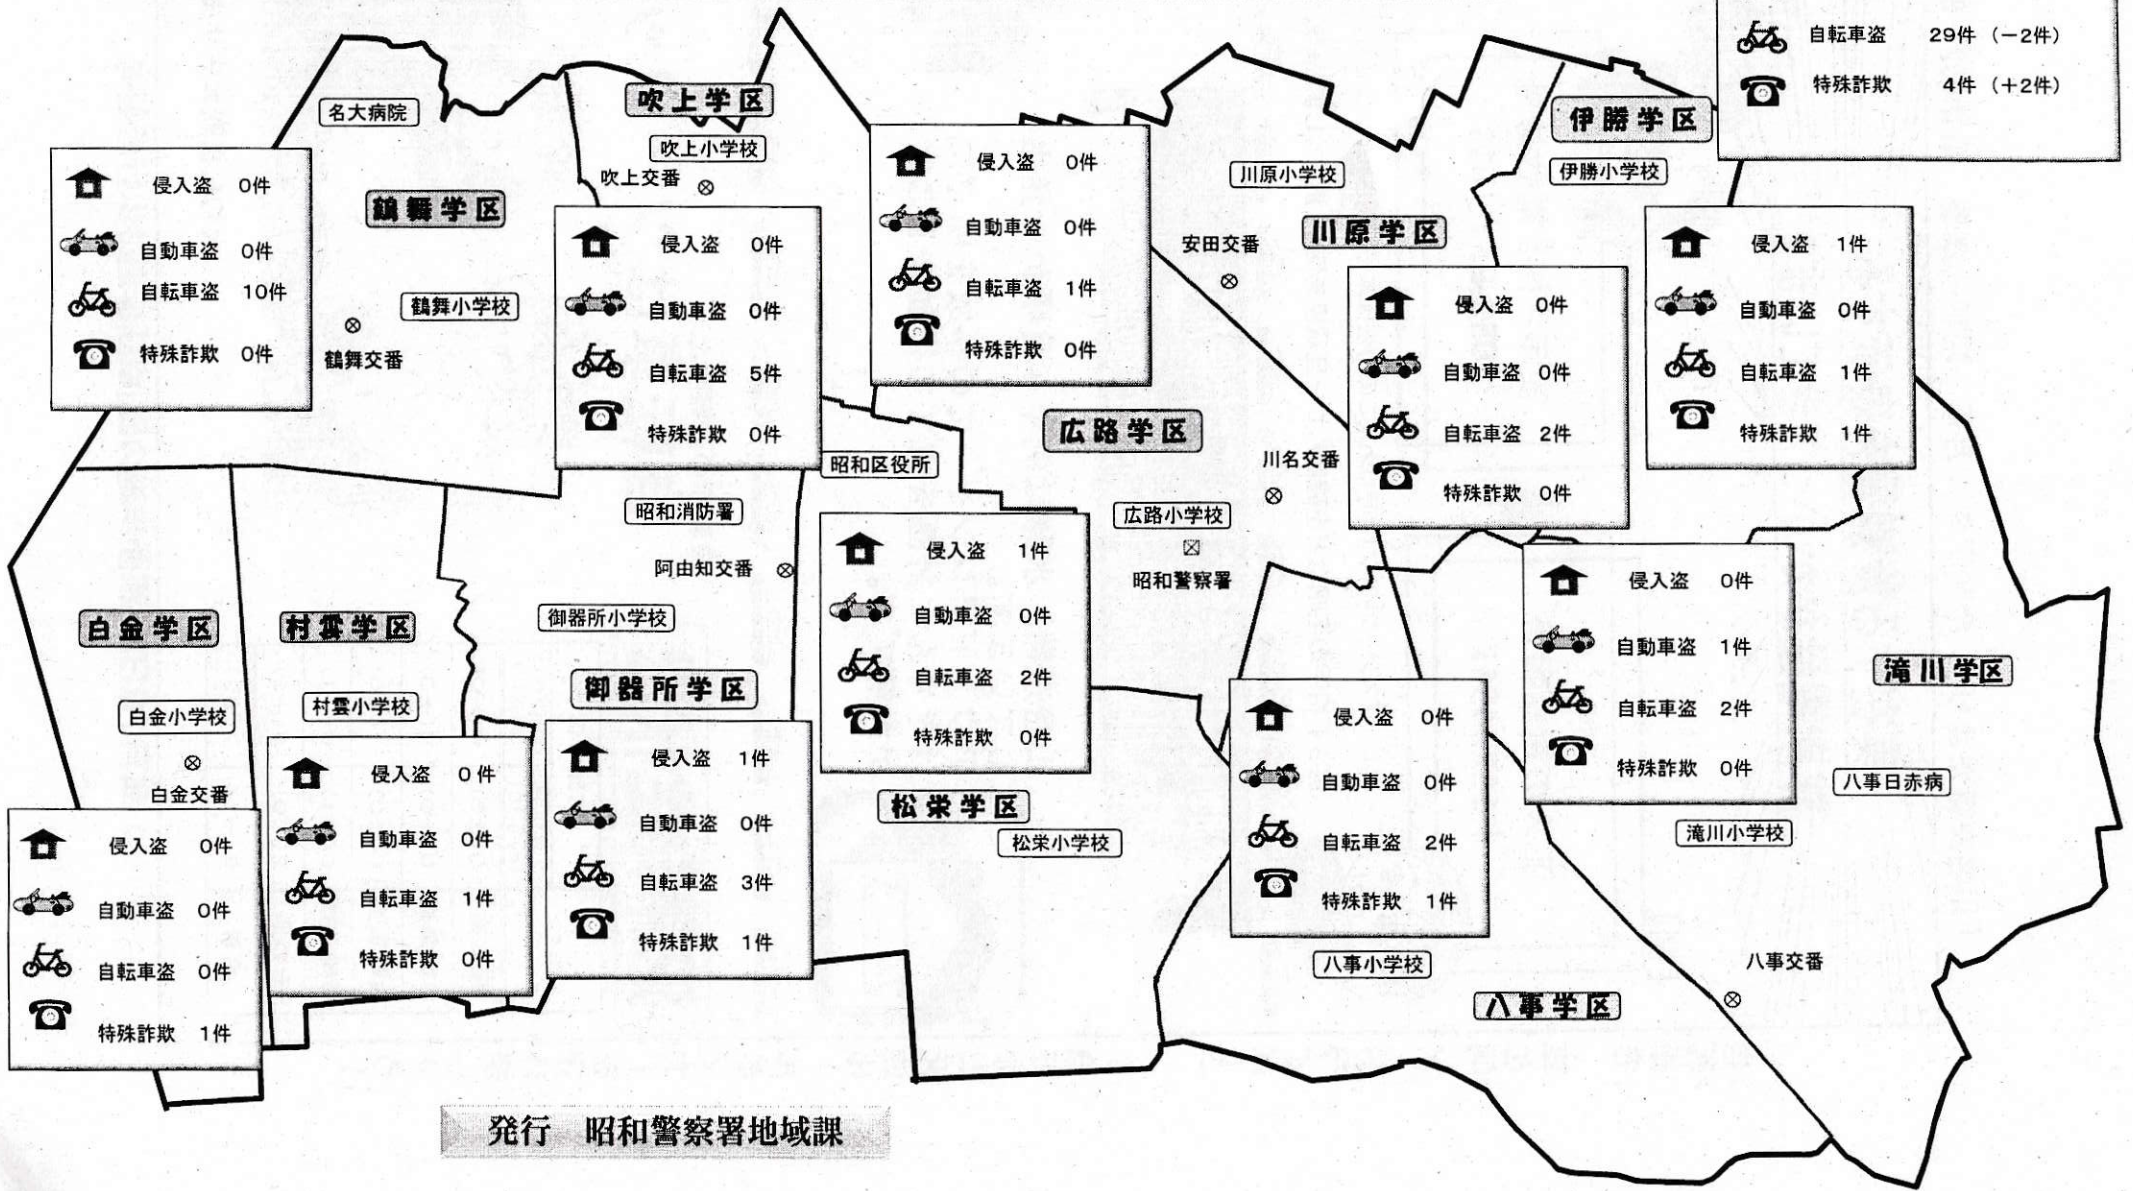 自転車盗 29件（－2件）
特殊詐欺 4件（＋2件）
名大病院
鶴舞学区
侵入盗 0件
自動車盗 0件
自転車盗 10件
特殊詐欺 0件
鶴舞小学校
鶴舞交番
吹上学区
吹上小学校
吹上交番
侵入盗 0件
自動車盗 0件
自転車盗 5件
特殊詐欺 0件
侵入盗 0件
自動車盗 0件
自転車盗 1件
特殊詐欺 0件
広路学区
川名交番
広路小学校
昭和警察署
川原小学校
川原学区
安田交番
侵入盗 0件
自動車盗 0件
自転車盗 2件
特殊詐欺 0件
伊勝学区
伊勝小学校
侵入盗 1件
自動車盗 0件
自転車盗 1件
特殊詐欺 1件
昭和区役所
昭和消防署
阿由知交番
御器所小学校
御器所学区
侵入盗 1件
自動車盗 0件
自転車盗 3件
特殊詐欺 1件
白金学区
白金小学校
白金交番
侵入盗 0件
自動車盗 0件
自転車盗 0件
特殊詐欺 1件
村雲学区
村雲小学校
侵入盗 0件
自動車盗 0件
自転車盗 1件
特殊詐欺 0件
侵入盗 1件
自動車盗 0件
自転車盗 2件
特殊詐欺 0件
松栄学区
松栄小学校
侵入盗 0件
自動車盗 0件
自転車盗 2件
特殊詐欺 1件
八事小学校
八事学区
八事交番
侵入盗 0件
自動車盗 1件
自転車盗 2件
特殊詐欺 0件
滝川学区
八事日赤病
滝川小学校
発行 昭和警察署地域課